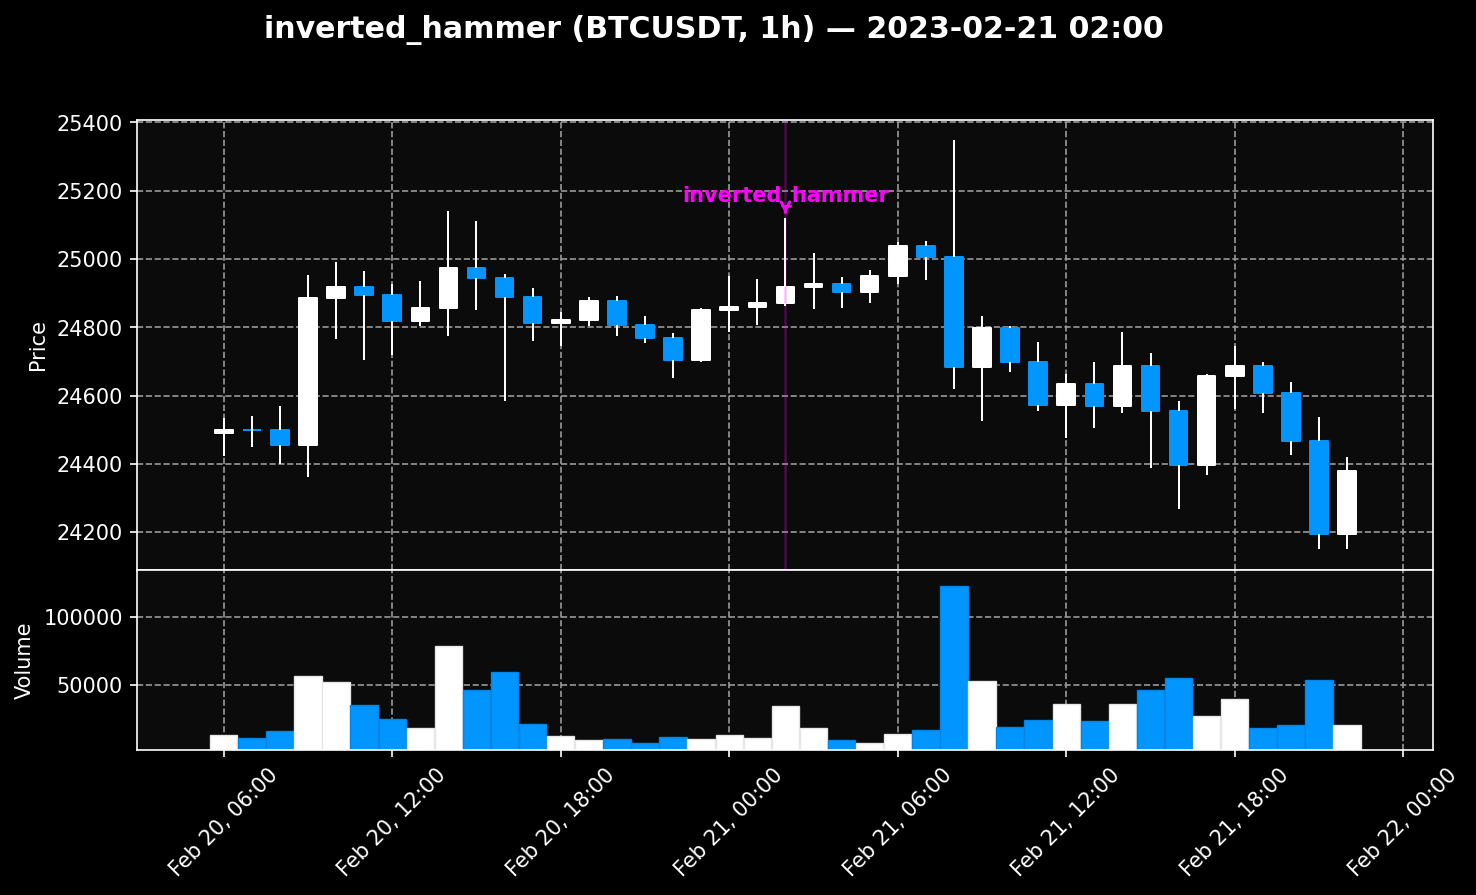 inverted_hammer (BTCUSDT, 1h) — 2023-02-21 02:00
25400
25200
25000
24800
24600
24400
24200
Price
inverted_hammer
100000
50000
Volume
Feb 20, 06:00
Feb 20, 12:00
Feb 20, 18:00
Feb 21, 00:00
Feb 21, 06:00
Feb 21, 12:00
Feb 21, 18:00
Feb 22, 00:00